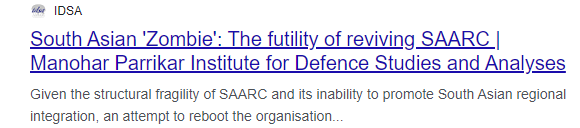 IDSA
South Asian 'Zombie': The futility of reviving SAARC |
Manohar Parrikar Institute for Defence Studies and Analyses
Given the structural fragility of SAARC and its inability to promote South Asian regional
integration, an attempt to reboot the organisation...